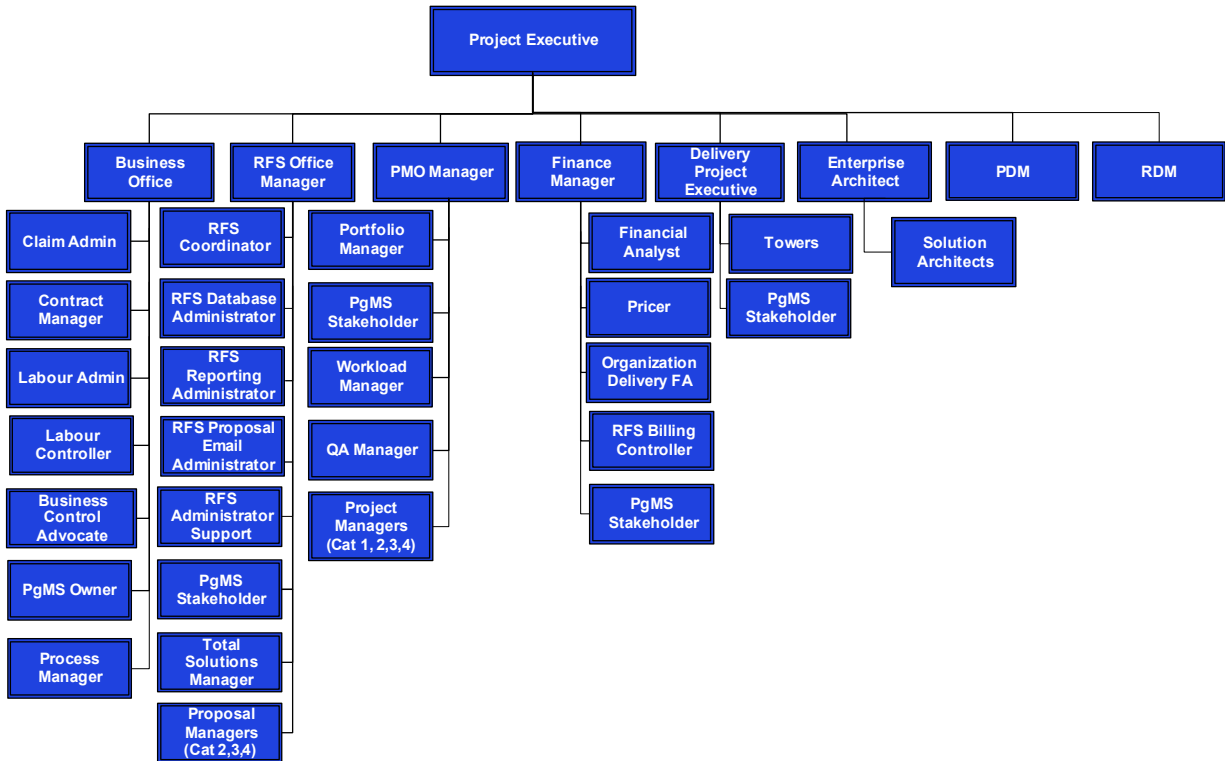 Project Executive
Business
Office
RFS Office
Manager
PMO Manager
Finance
Manager
Delivery
Project
Executive
Enterprise
Architect
PDM
RDM
Claim Admin
Contract
Manager
Labour Admin
Labour
Controller
Business
Control
Advocate
PgMS Owner
Process
Manager
RFS
Coordinator
RFS Database
Administrator
RFS
Reporting
Administrator
RFS Proposal
Email
Administrator
RFS
Administrator
Support
PgMS
Stakeholder
Total
Solutions
Manager
Proposal
Managers
(Cat 2,3,4)
Portfolio
Manager
PgMS
Stakeholder
Workload
Manager
QA Manager
Project
Managers
(Cat 1, 2,3,4)
Financial
Analyst
Pricer
Organization
Delivery FA
RFS Billing
Controller
PgMS
Stakeholder
Towers
PgMS
Stakeholder
Solution
Architects